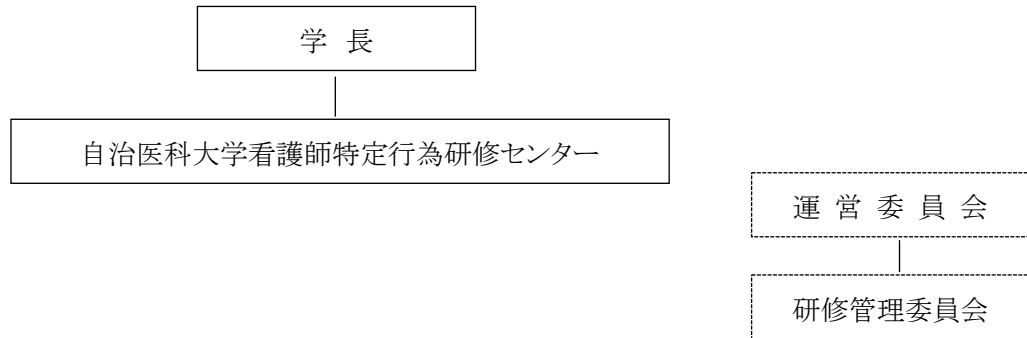 学 長
自治医科大学看護師特定行為研修センター
運 営 委 員 会
研修管理委員会